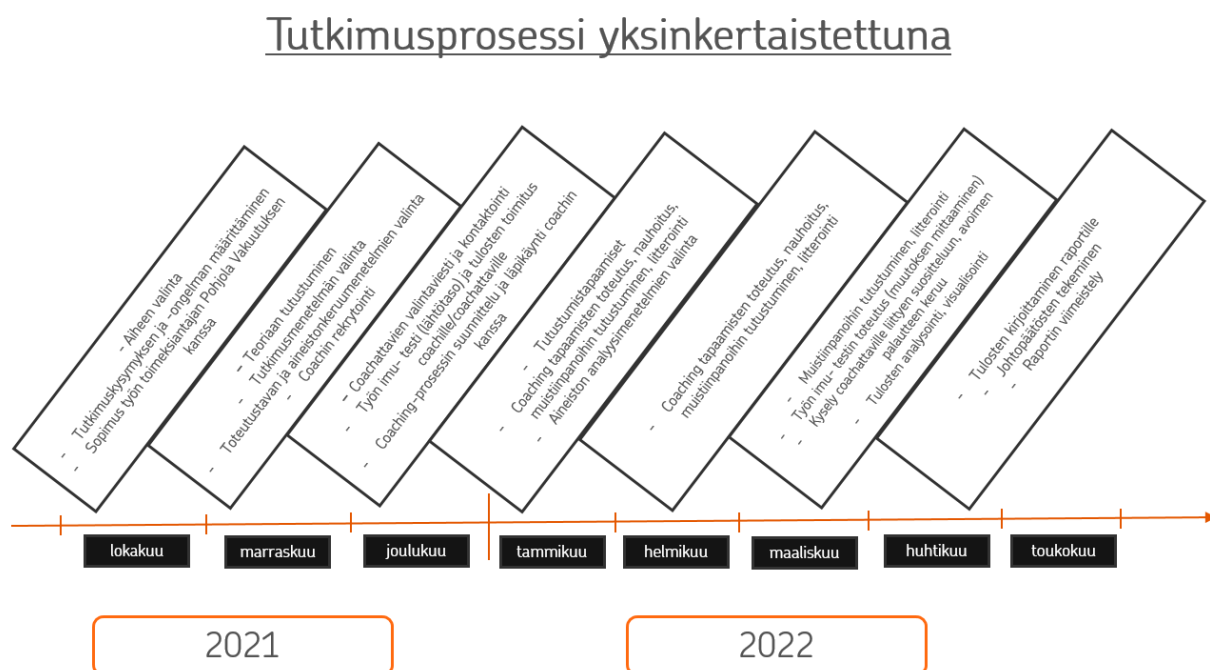 Tutkimusprosessi yksinkertaistettuna
- Aiheen valinta
- Tutkimuskysymyksen ja -ongelman määrittäminen
- Sopimus työn toimeksiantajan Pohjola Vakuutuksen
kanssa
- Teoriaan tutustuminen
- Tutkimusmenetelmän valinta
- Toteutustavan ja aineistonkeruumenetelmien valinta
- Coachin rekrytointi
- Coachattavien valintaviesti ja kontaktointi
- Työn imu- testi (lähtötaso) ja tulosten toimitus
coachille/coachattaville
- Coaching-prosessin suunnittelu ja läpikäynti coachin
kanssa
- Tutustumistapaamiset
- Coaching tapaamisten toteutus, nauhoitus,
muistiinpanoihin tutustuminen, litterointi
- Aineiston analyysimenetelmien valinta
- Coaching tapaamisten toteutus, nauhoitus,
muistiinpanoihin tutustuminen, litterointi
- Muistiinpanoihin tutustuminen, litterointi
- Työn imu- testin toteutus (muutoksen mittaaminen)
- Kysely coachattaville liittyen suositteluun, avoimen
palautteen keruu
- Tulosten analysointi, visualisointi
- Tulosten kirjoittaminen raportille
- Johtopäätösten tekeminen
- Raportin viimeistely
lokakuu
marraskuu
joulukuu
tammikuu
helmikuu
maaliskuu
huhtikuu
toukokuu
2021
2022